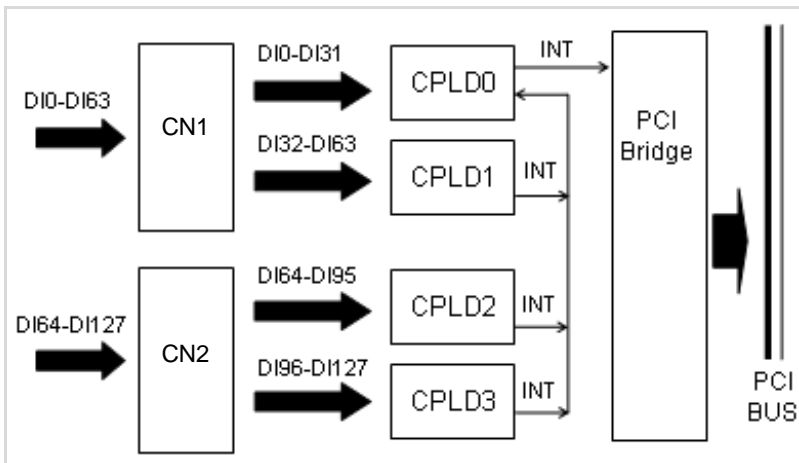 DI0-DI63
CN1
DI0-DI31
DI32-DI63
CPLD0
INT
CPLD1
INT
DI64-DI127
CN2
DI64-DI95
DI96-DI127
CPLD2
INT
CPLD3
INT
PCI
Bridge
PCI
BUS